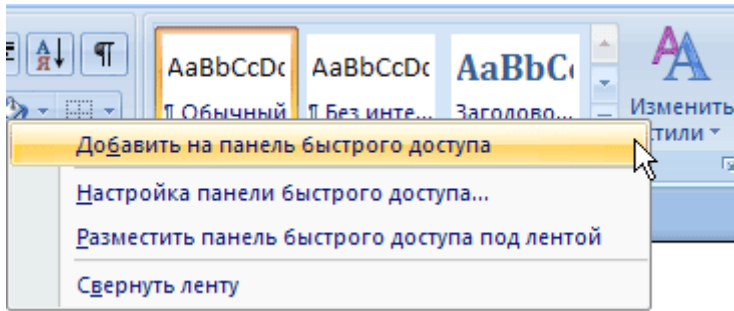 А Я ¶
AaBbCcDc AaBbCcDc AaBbC
¶ Обычный ¶ Без инте... Заголово...
Изменить
стили
Добавить на панель быстрого доступа
Настройка панели быстрого доступа...
Разместить панель быстрого доступа под лентой
Свернуть ленту